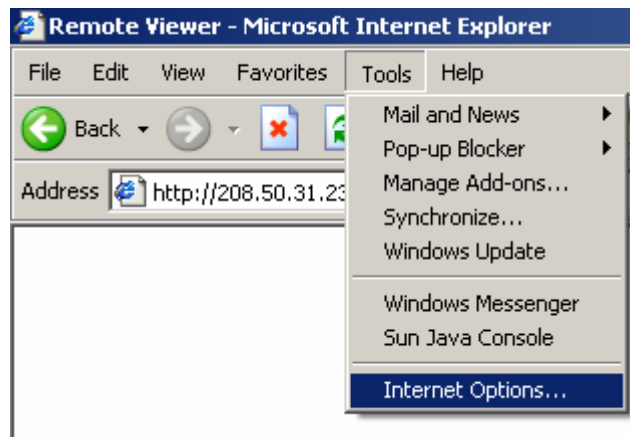 Remote Viewer - Microsoft Internet Explorer
File Edit View Favorites Tools Help
Back
Address http://208.50.31.23
Mail and News
Pop-up Blocker
Manage Add-ons...
Synchronize...
Windows Update
Windows Messenger
Sun Java Console
Internet Options...